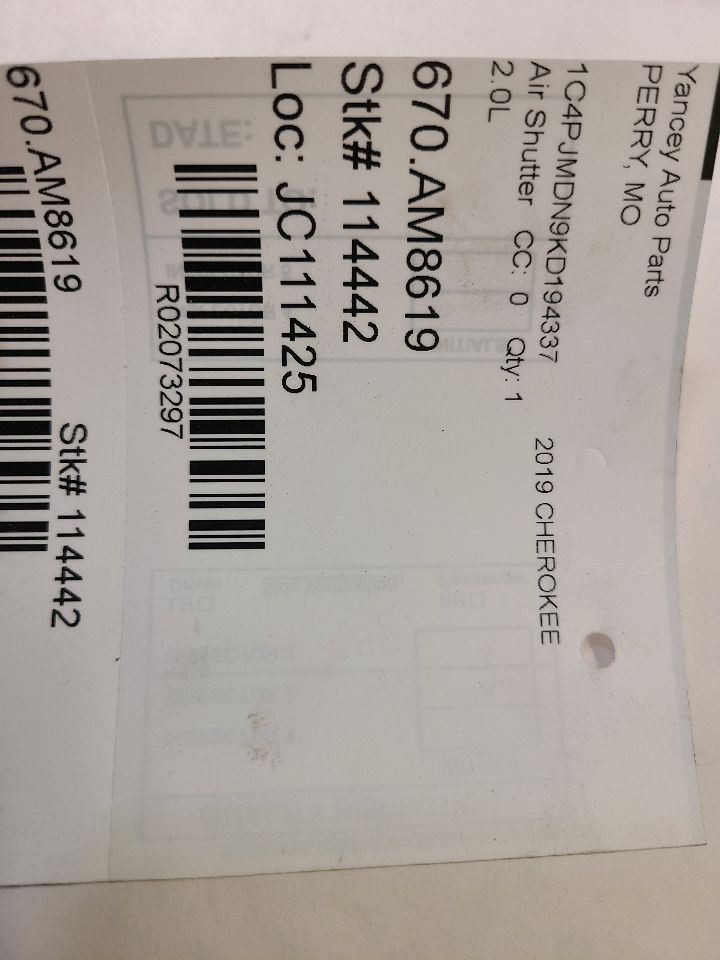 Yancey Auto Parts
PERRY, MO
1C4PJMDN9KD194337 2019 CHEROKEE
Air Shutter CC: 0 Qty: 1
2.0L
670.AM8619
Stk# 114442
Loc: JC111425
R02073297
670.AM8619 Stk# 114442